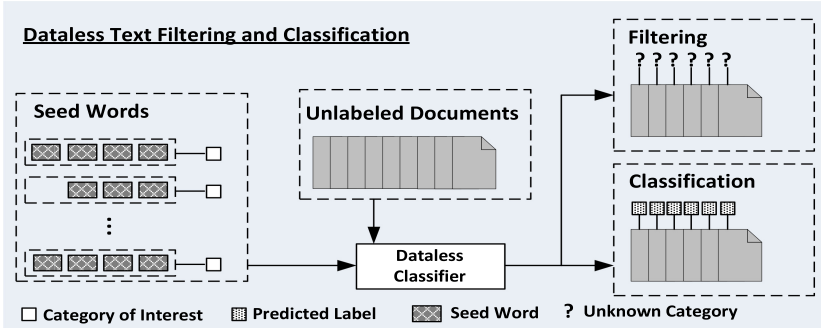 Dataless Text Filtering and Classification
Seed Words
...
Unlabeled Documents
Dataless
Classifier
Filtering
? ? ? ? ? ?
Classification
Category of Interest
Predicted Label
Seed Word
? Unknown Category